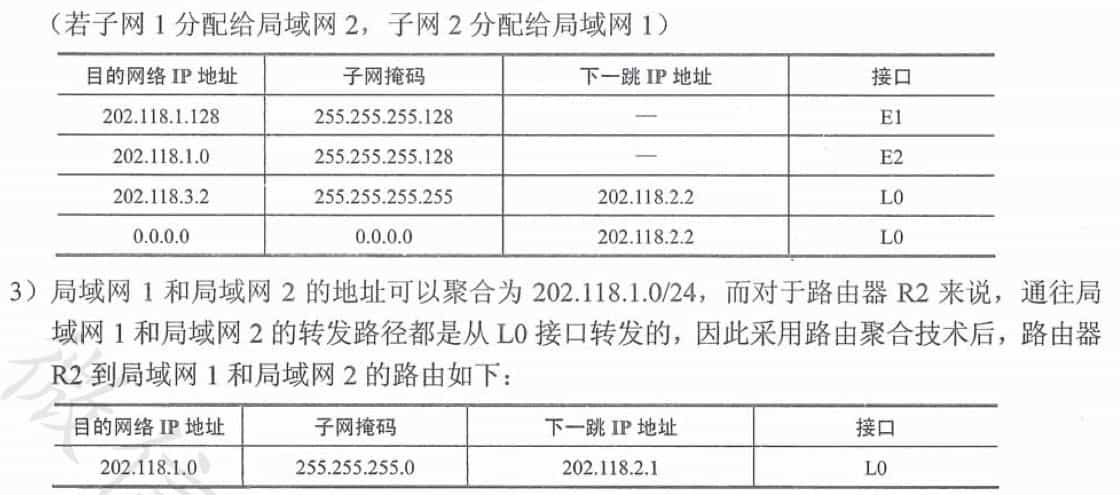 （若子网 1 分配给局域网 2，子网 2 分配给局域网 1）
目的网络 IP 地址 子网掩码 下一跳 IP 地址 接口
202.118.1.128 255.255.255.128 — E1
202.118.1.0 255.255.255.128 — E2
202.118.3.2 255.255.255.255 202.118.2.2 L0
0.0.0.0 0.0.0.0 202.118.2.2 L0
3）局域网 1 和局域网 2 的地址可以聚合为 202.118.1.0/24，而对于路由器 R2 来说，通往局
域网 1 和局域网 2 的转发路径都是从 L0 接口转发的，因此采用路由聚合技术后，路由器
R2 到局域网 1 和局域网 2 的路由如下：
目的网络 IP 地址 子网掩码 下一跳 IP 地址 接口
202.118.1.0 255.255.255.0 202.118.2.1 L0